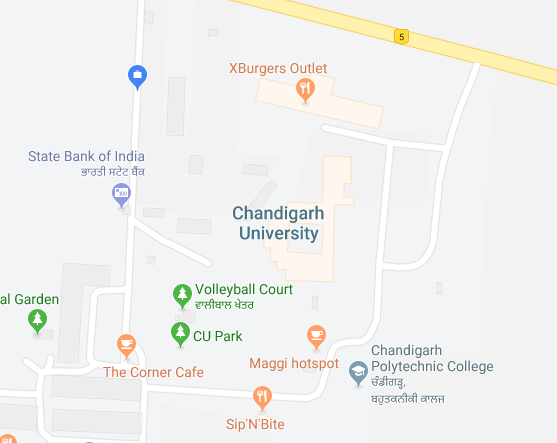 5
XBurgers Outlet
State Bank of India
ਭਾਰਤੀ ਸਟੇਟ ਬੈਂਕ
Chandigarh
University
Volleyball Court
ਵਾਲੀਬਾਲ ਖੇਤਰ
al Garden
CU Park
Maggi hotspot
The Corner Cafe
Chandigarh
Polytechnic College
ਚੰਡੀਗੜ੍ਹ,
ਬਹੁਤਕਨੀਕੀ ਕਾਲਜ
Sip'N'Bite